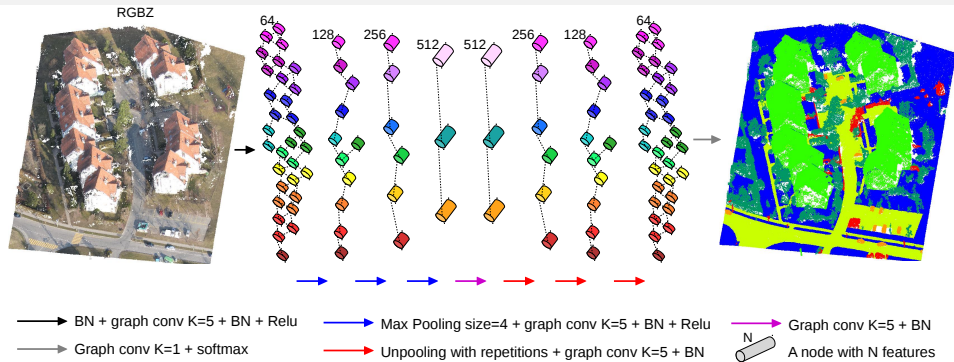 RGBZ
64
128
256
512
512
256
128
64
BN + graph conv K=5 + BN + Relu
Max Pooling size=4 + graph conv K=5 + BN + Relu
Graph conv K=5 + BN
Graph conv K=1 + softmax
Unpooling with repetitions + graph conv K=5 + BN
N
A node with N features